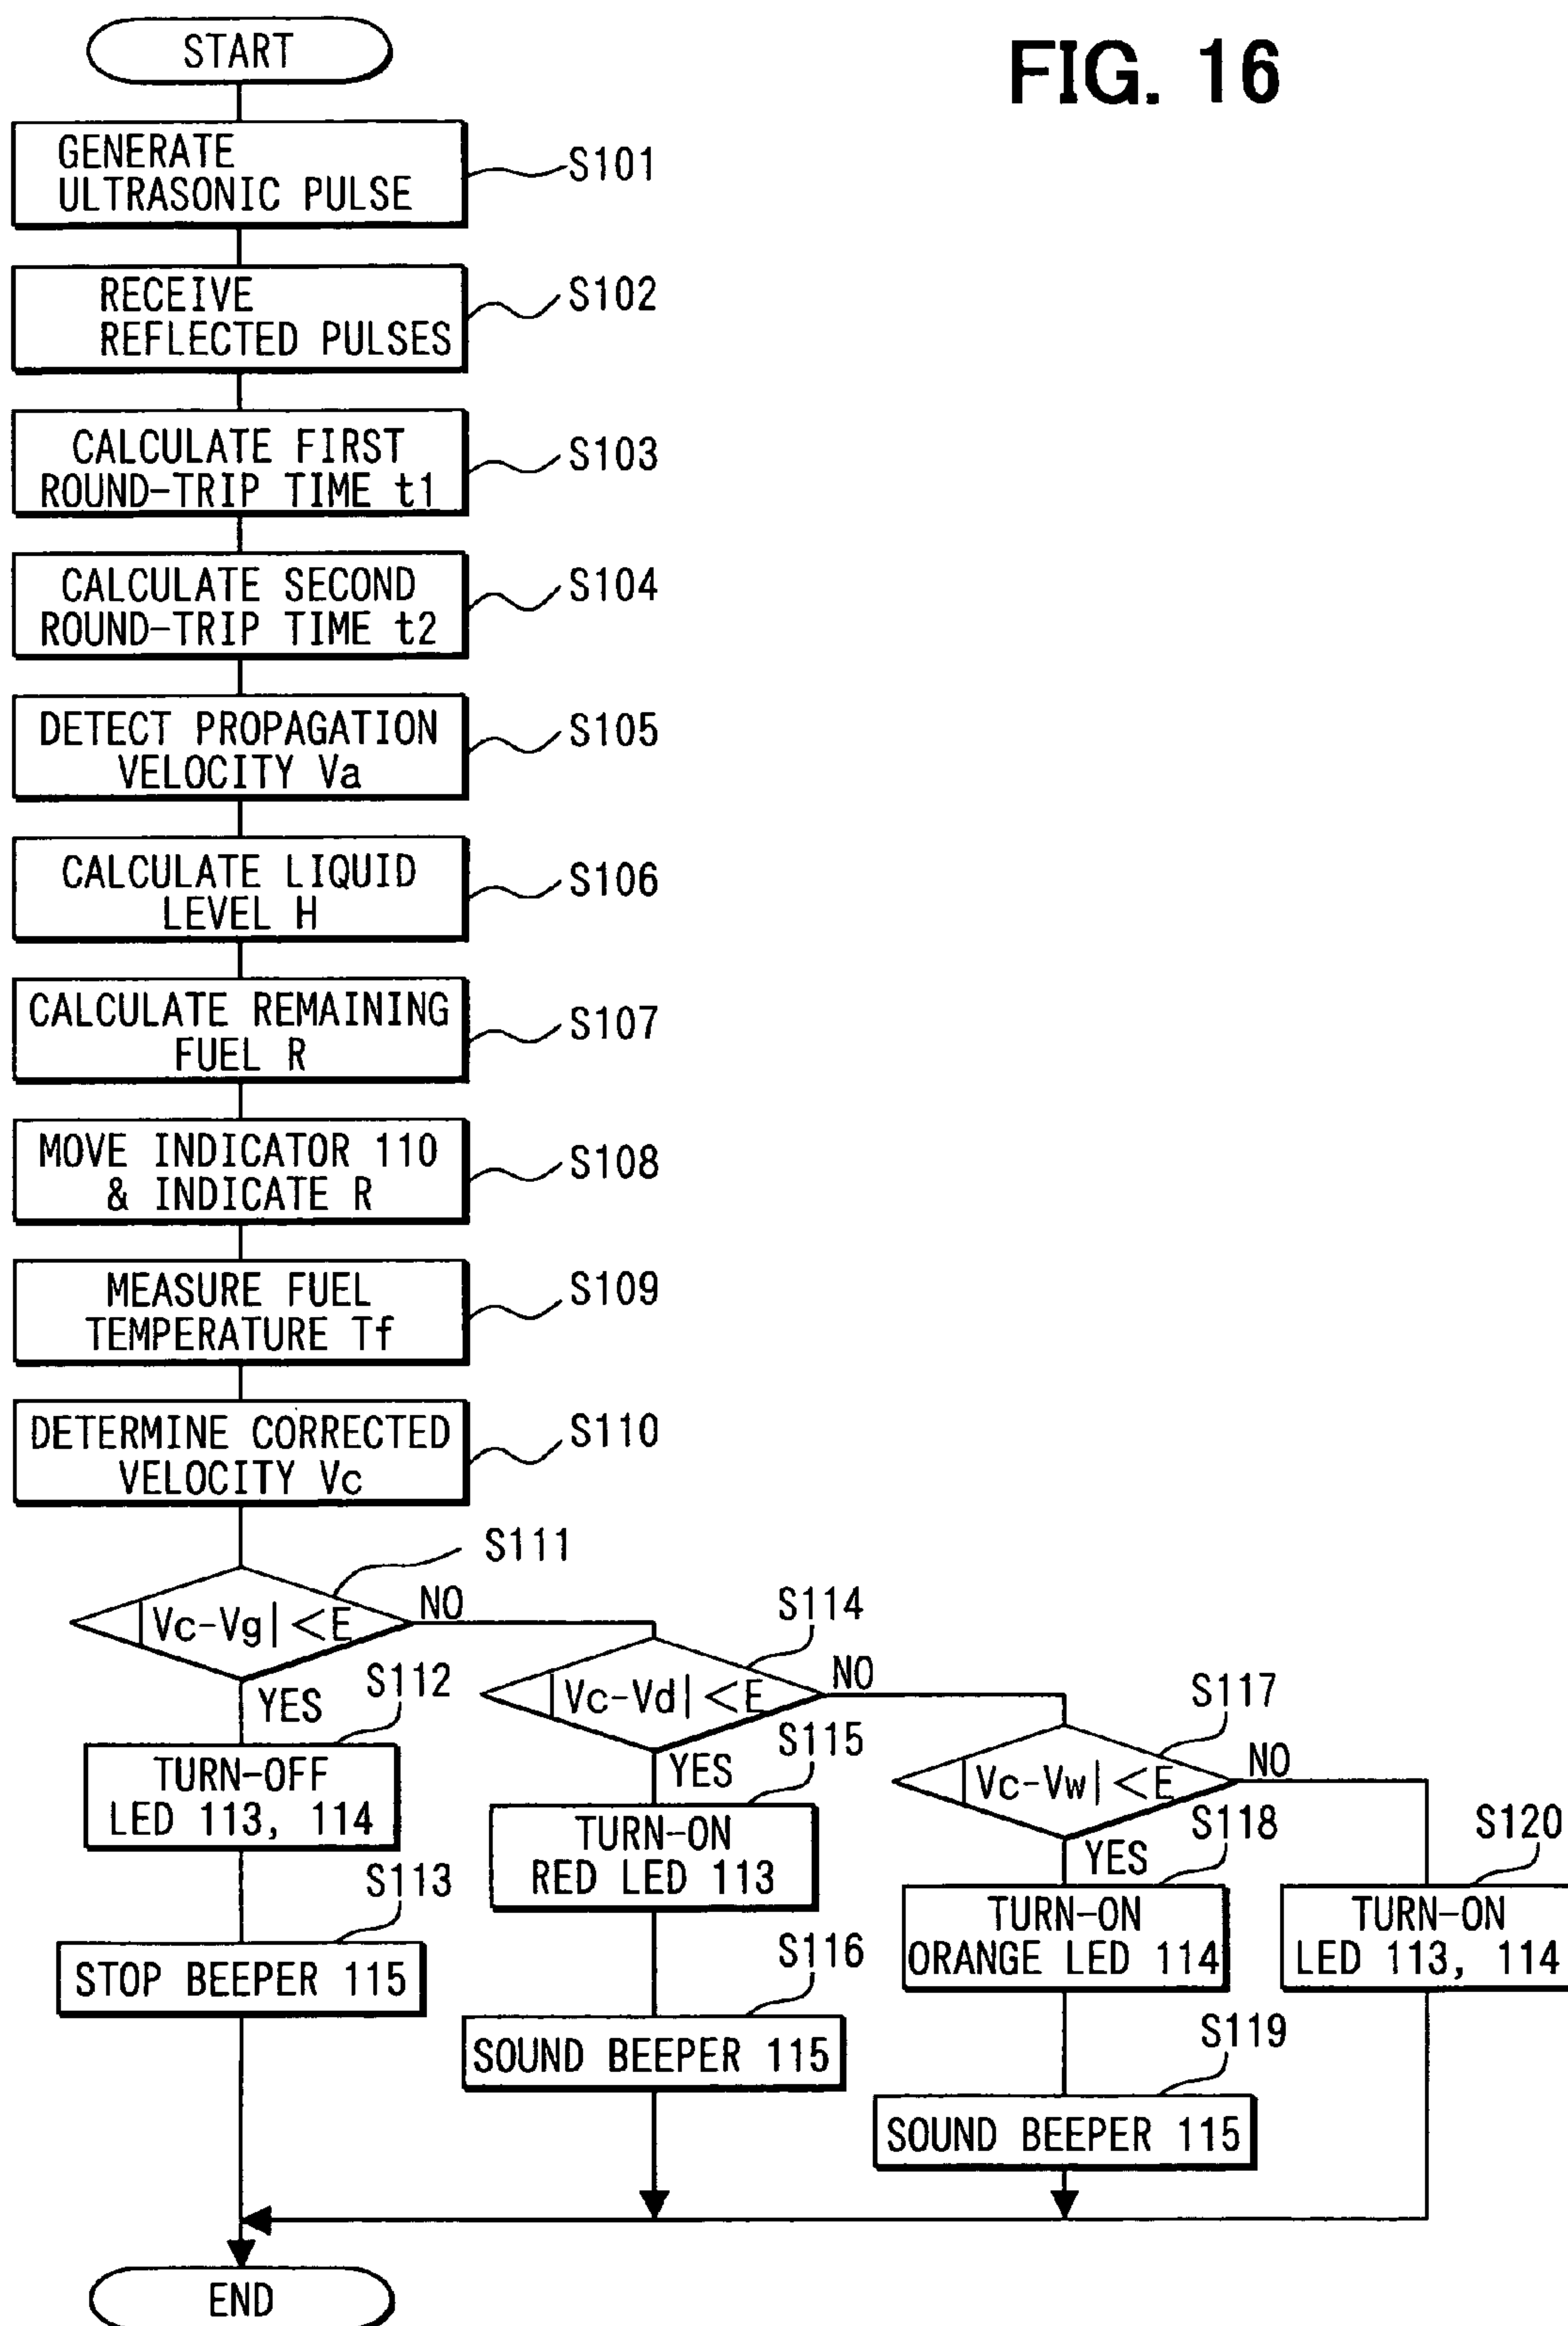 FIG. 16
START
GENERATE
ULTRASONIC PULSE
S101
RECEIVE
REFLECTED PULSES
S102
CALCULATE FIRST
ROUND-TRIP TIME t1
S103
CALCULATE SECOND
ROUND-TRIP TIME t2
S104
DETECT PROPAGATION
VELOCITY Va
S105
CALCULATE LIQUID
LEVEL H
S106
CALCULATE REMAINING
FUEL R
S107
MOVE INDICATOR 110
& INDICATE R
S108
MEASURE FUEL
TEMPERATURE Tf
S109
DETERMINE CORRECTED
VELOCITY Vc
S110
S111
|Vc-Vg| <E
NO
YES
S112
TURN-OFF
LED 113, 114
S113
STOP BEEPER 115
S114
|Vc-Vd| <E
NO
YES
S115
TURN-ON
RED LED 113
S116
SOUND BEEPER 115
S117
|Vc-Vw| <E
NO
YES
S118
TURN-ON
ORANGE LED 114
S119
SOUND BEEPER 115
S120
TURN-ON
LED 113, 114
END